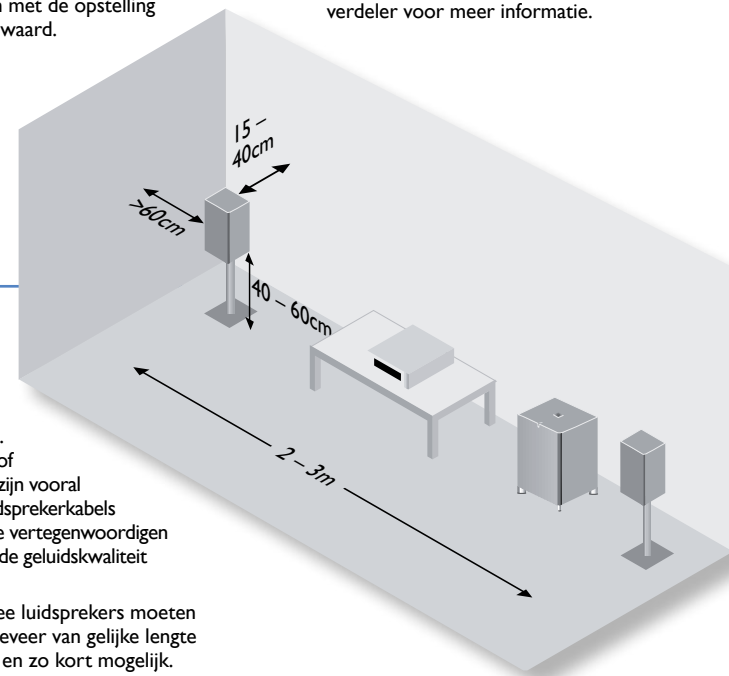 n met de opstelling
waard.
verdeler voor meer informatie.
15 –
40cm
>60cm
40 – 60cm
2 – 3m
.
of
zijn vooral
dsprekerkabels
e vertegenwoordigen
de geluidskwaliteit
ee luidsprekers moeten
eveer van gelijke lengte
en zo kort mogelijk.